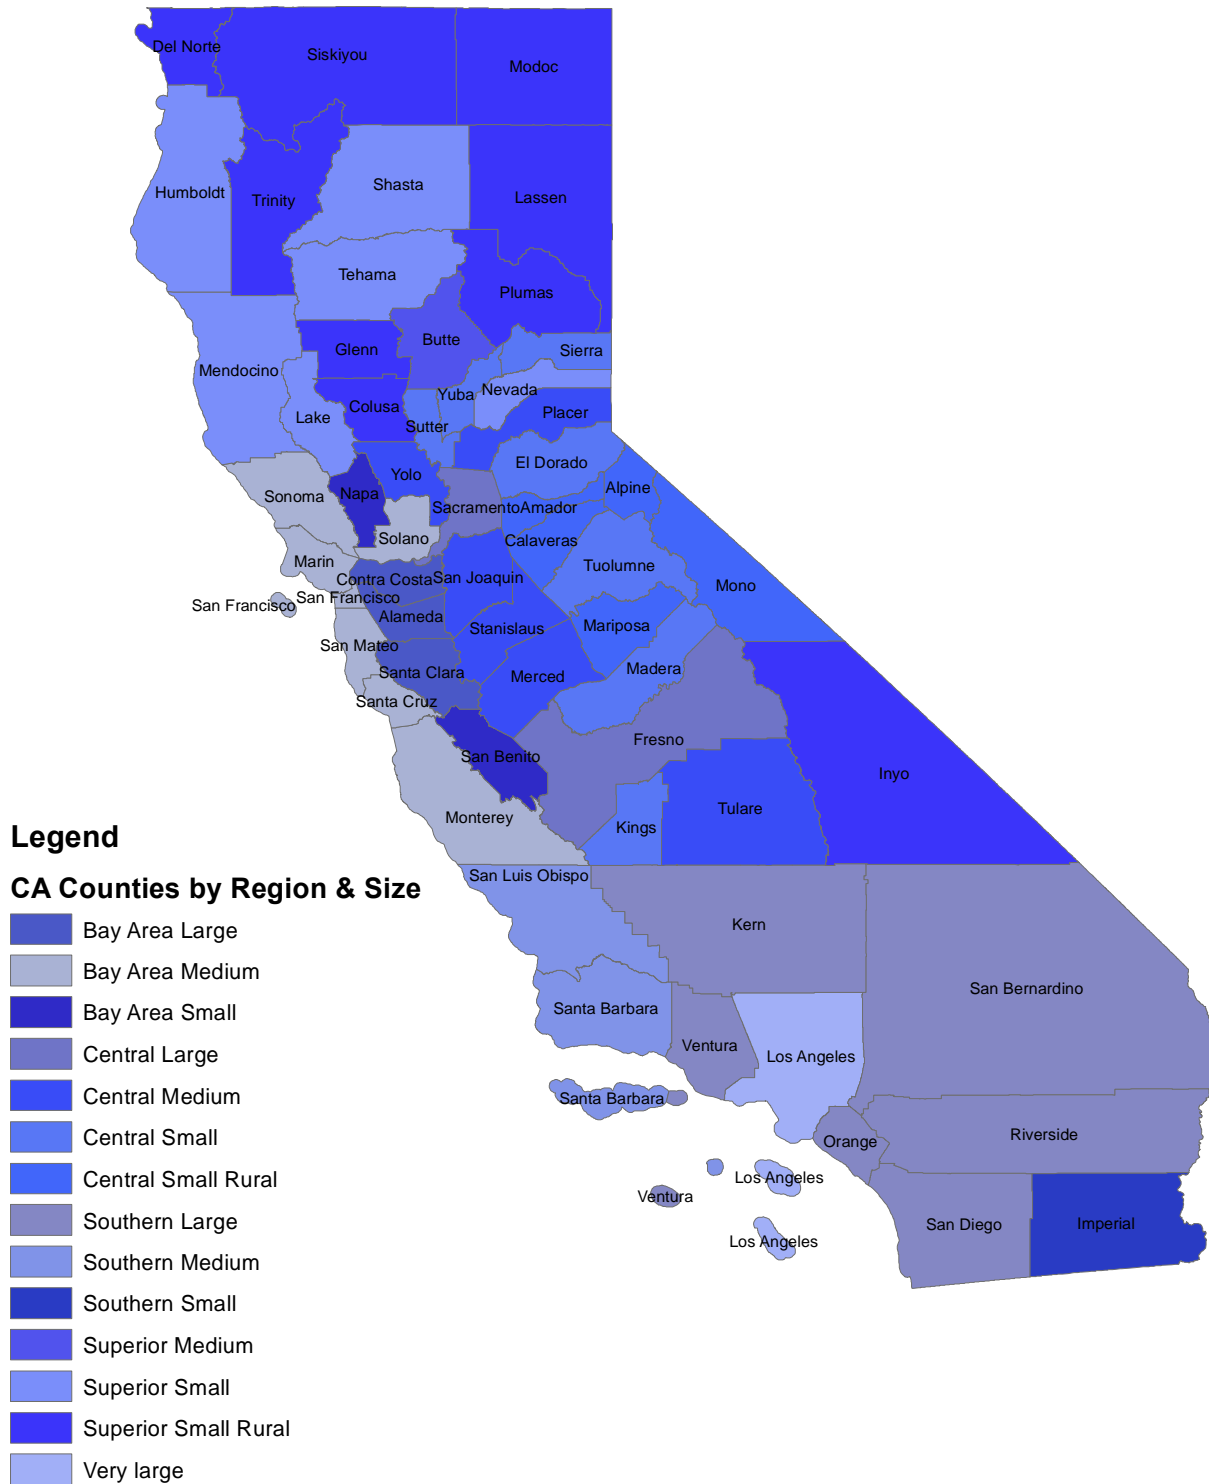 Del Norte
Siskiyou
Modoc
Humboldt
Trinity
Shasta
Lassen
Tehama
Plumas
Mendocino
Glenn
Butte
Sierra
Lake
Colusa
Sutter
Yuba
Nevada
Placer
Sonoma
Napa
Yolo
El Dorado
Alpine
Sacramento
Amador
Solano
Calaveras
Marin
Contra Costa
San Joaquin
Tuolumne
Mono
San Francisco
San Francisco
Alameda
Stanislaus
Mariposa
San Mateo
Santa Clara
Merced
Madera
Santa Cruz
San Benito
Fresno
Inyo
Monterey
Kings
Tulare
San Luis Obispo
Kern
San Bernardino
Santa Barbara
Ventura
Los Angeles
Santa Barbara
Orange
Riverside
Los Angeles
Ventura
San Diego
Imperial
Los Angeles
Legend
CA Counties by Region & Size
Bay Area Large
Bay Area Medium
Bay Area Small
Central Large
Central Medium
Central Small
Central Small Rural
Southern Large
Southern Medium
Southern Small
Superior Medium
Superior Small
Superior Small Rural
Very large